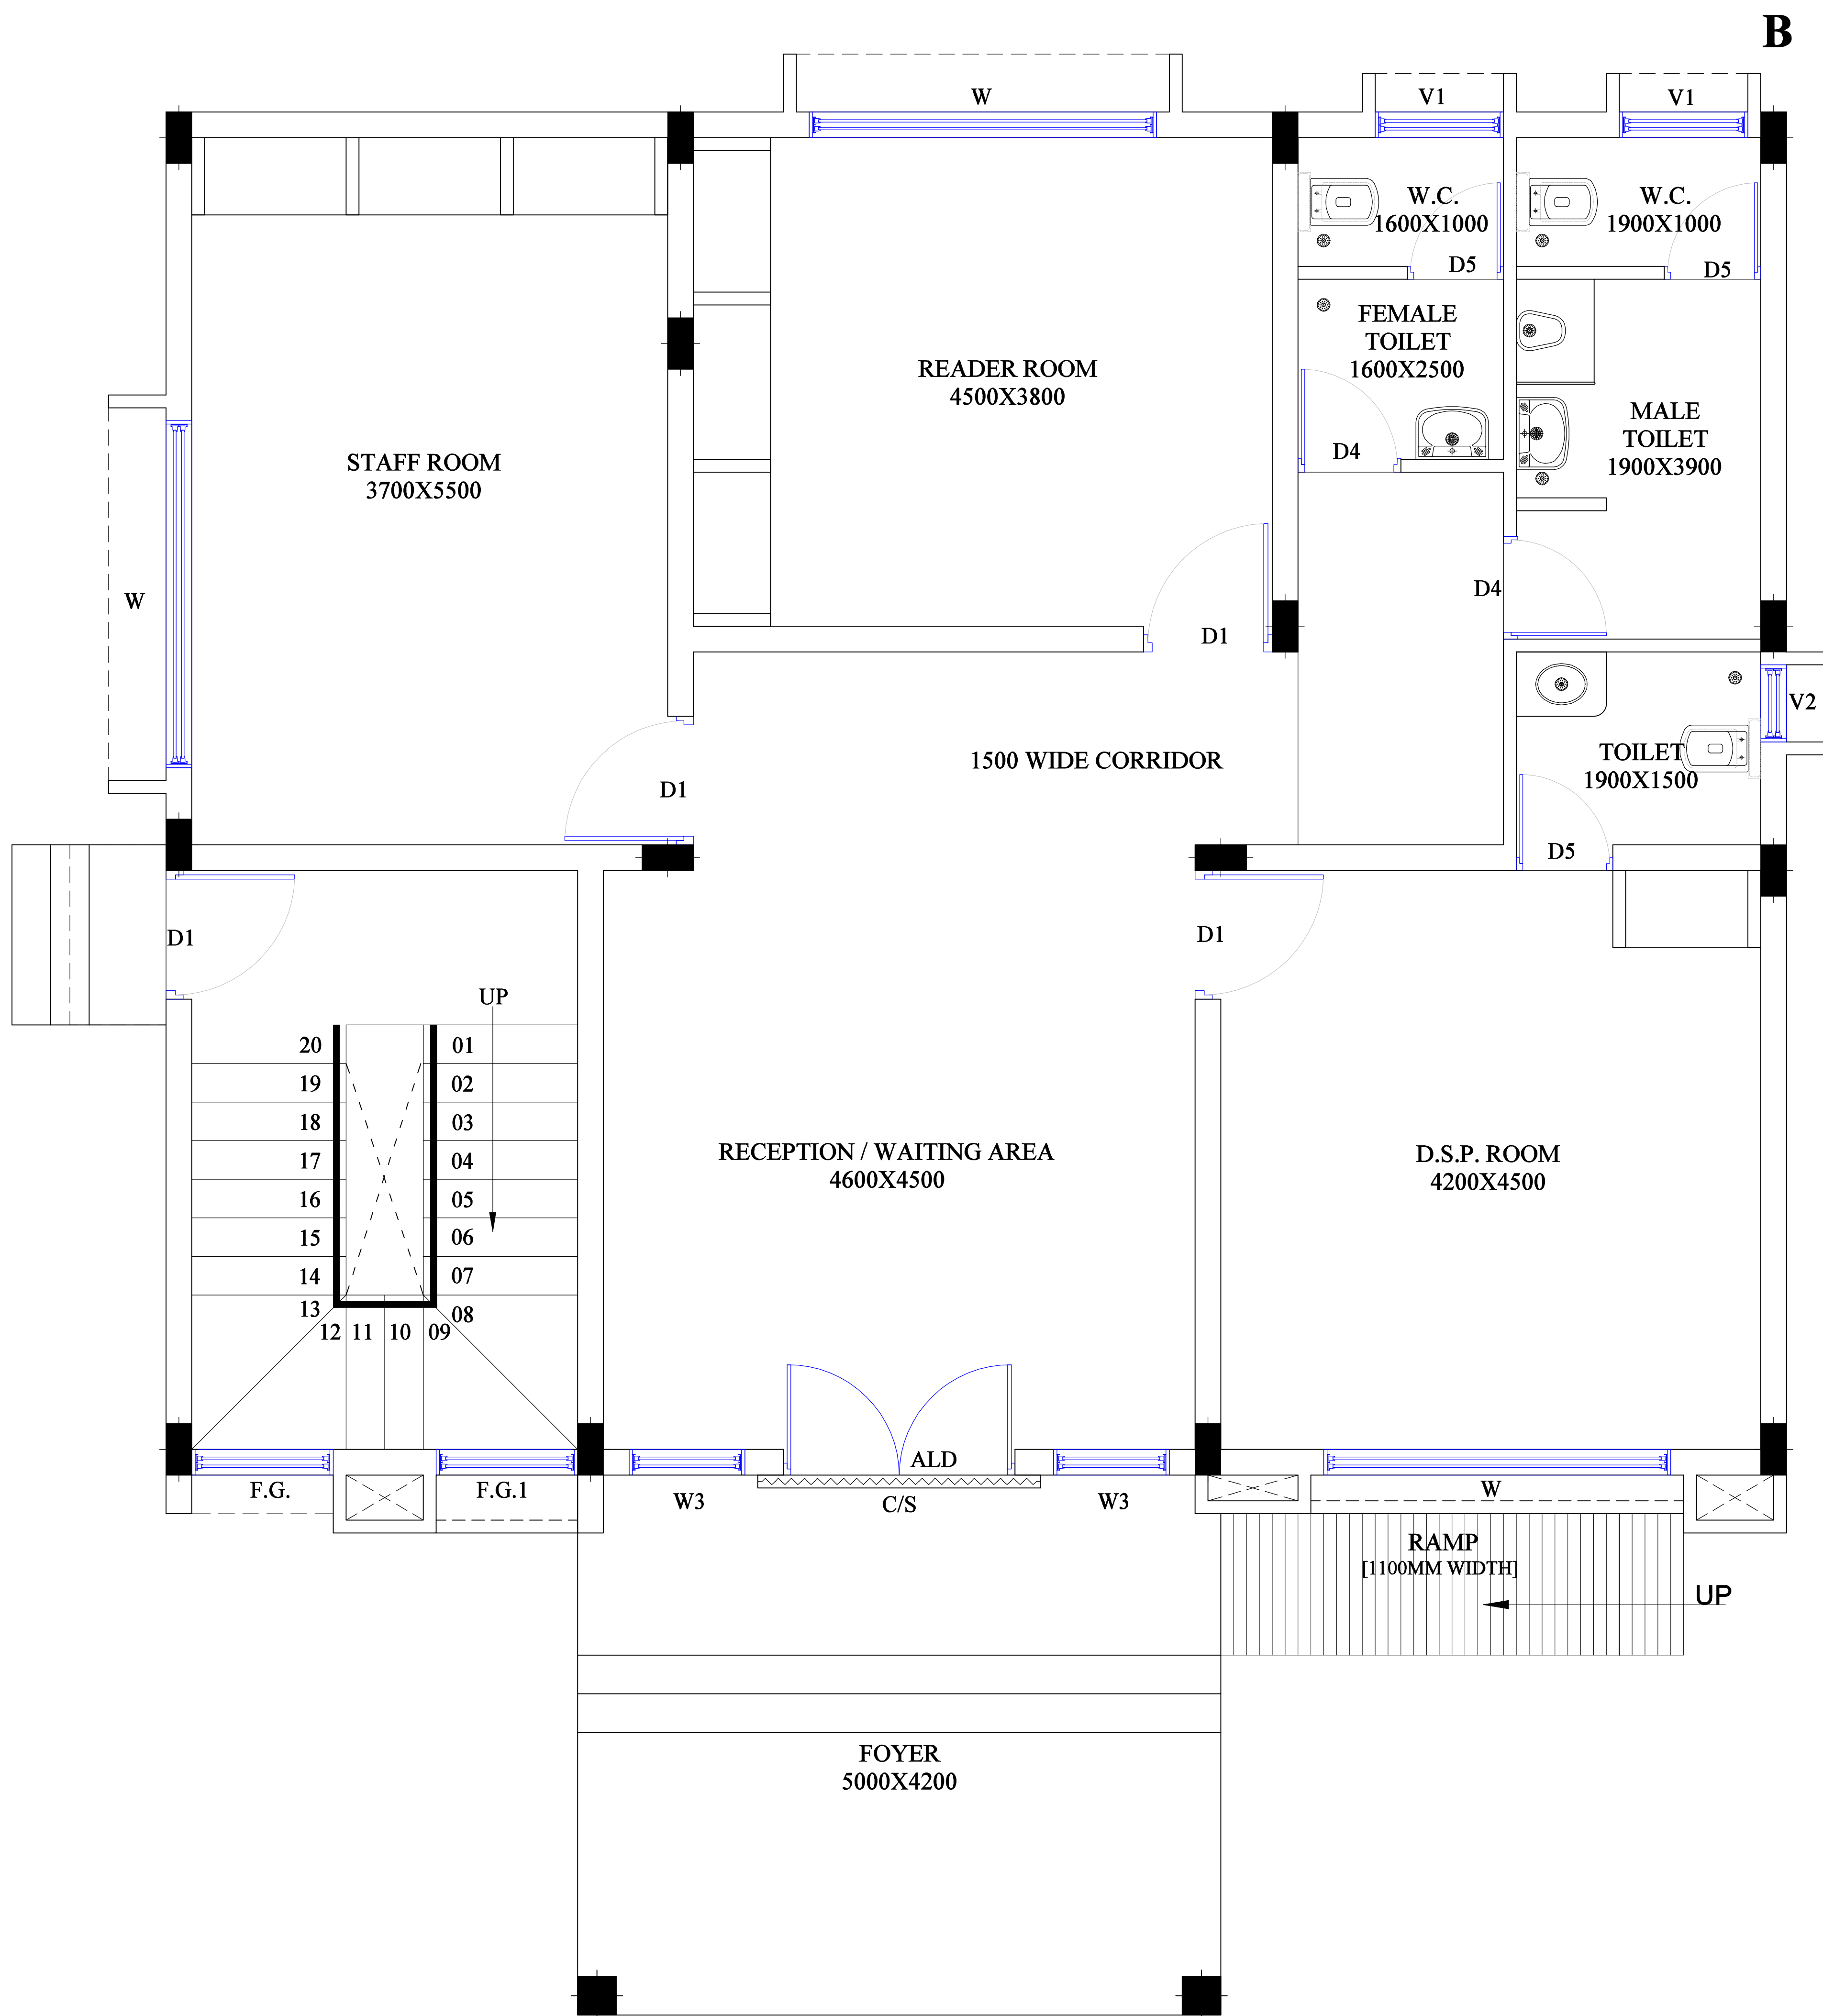 B
W
V1
V1
W.C.
1600X1000
W.C.
1900X1000
D5
D5
FEMALE
TOILET
1600X2500
READER ROOM
4500X3800
MALE
TOILET
1900X3900
D4
STAFF ROOM
3700X5500
W
D4
D1
V2
1500 WIDE CORRIDOR
TOILET
1900X1500
D1
D5
D1
D1
UP
20
01
19
02
18
03
17
04
16
05
15
06
14
07
13
08
12
11
10
09
RECEPTION / WAITING AREA
4600X4500
D.S.P. ROOM
4200X4500
ALD
F.G.
F.G.1
W3
C/S
W3
W
RAMP
[1100MM WIDTH]
UP
FOYER
5000X4200